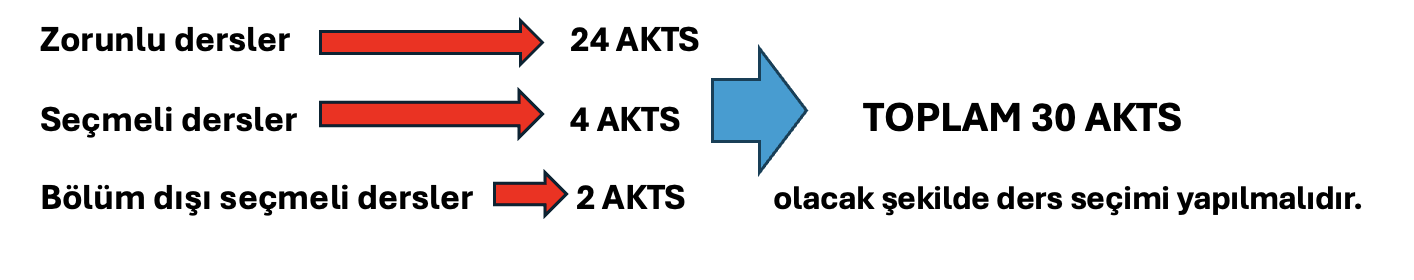 Zorunlu dersler 24 AKTS
Seçmeli dersler 4 AKTS
Bölüm dışı seçmeli dersler 2 AKTS
TOPLAM 30 AKTS
olacak şekilde ders seçimi yapılmalıdır.